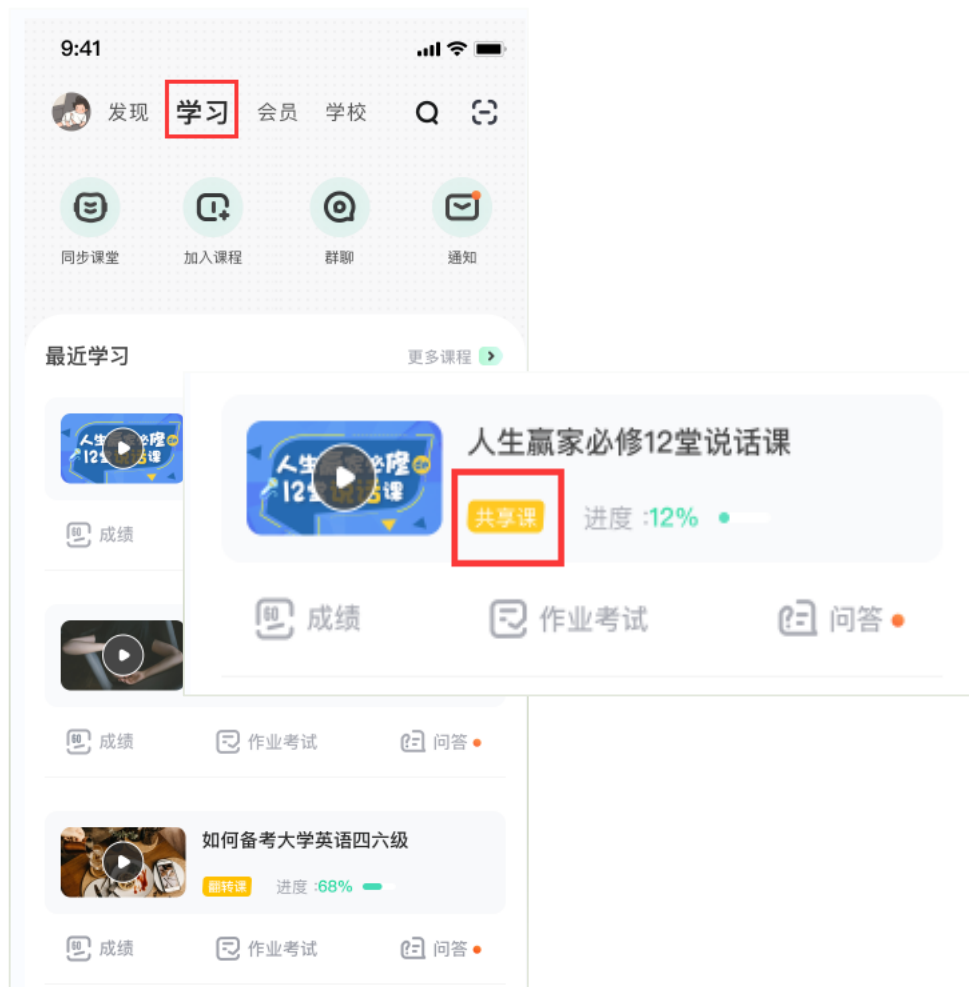 9:41
发现 学习 会员 学校
同步课堂 加入课程 群聊 通知
最近学习 更多课程
人生赢家必修12堂说话课
共享课 进度 :12%
60 成绩 作业考试 问答
60 成绩
60 成绩 作业考试 问答
如何备考大学英语四六级
翻转课 进度 :68%
60 成绩 作业考试 问答